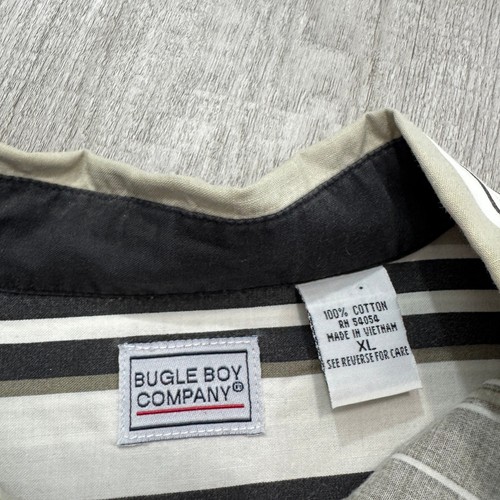 100% COTTON
RN 54054
MADE IN VIETNAM
XL
SEE REVERSE FOR CARE
BUGLE BOY
COMPANY